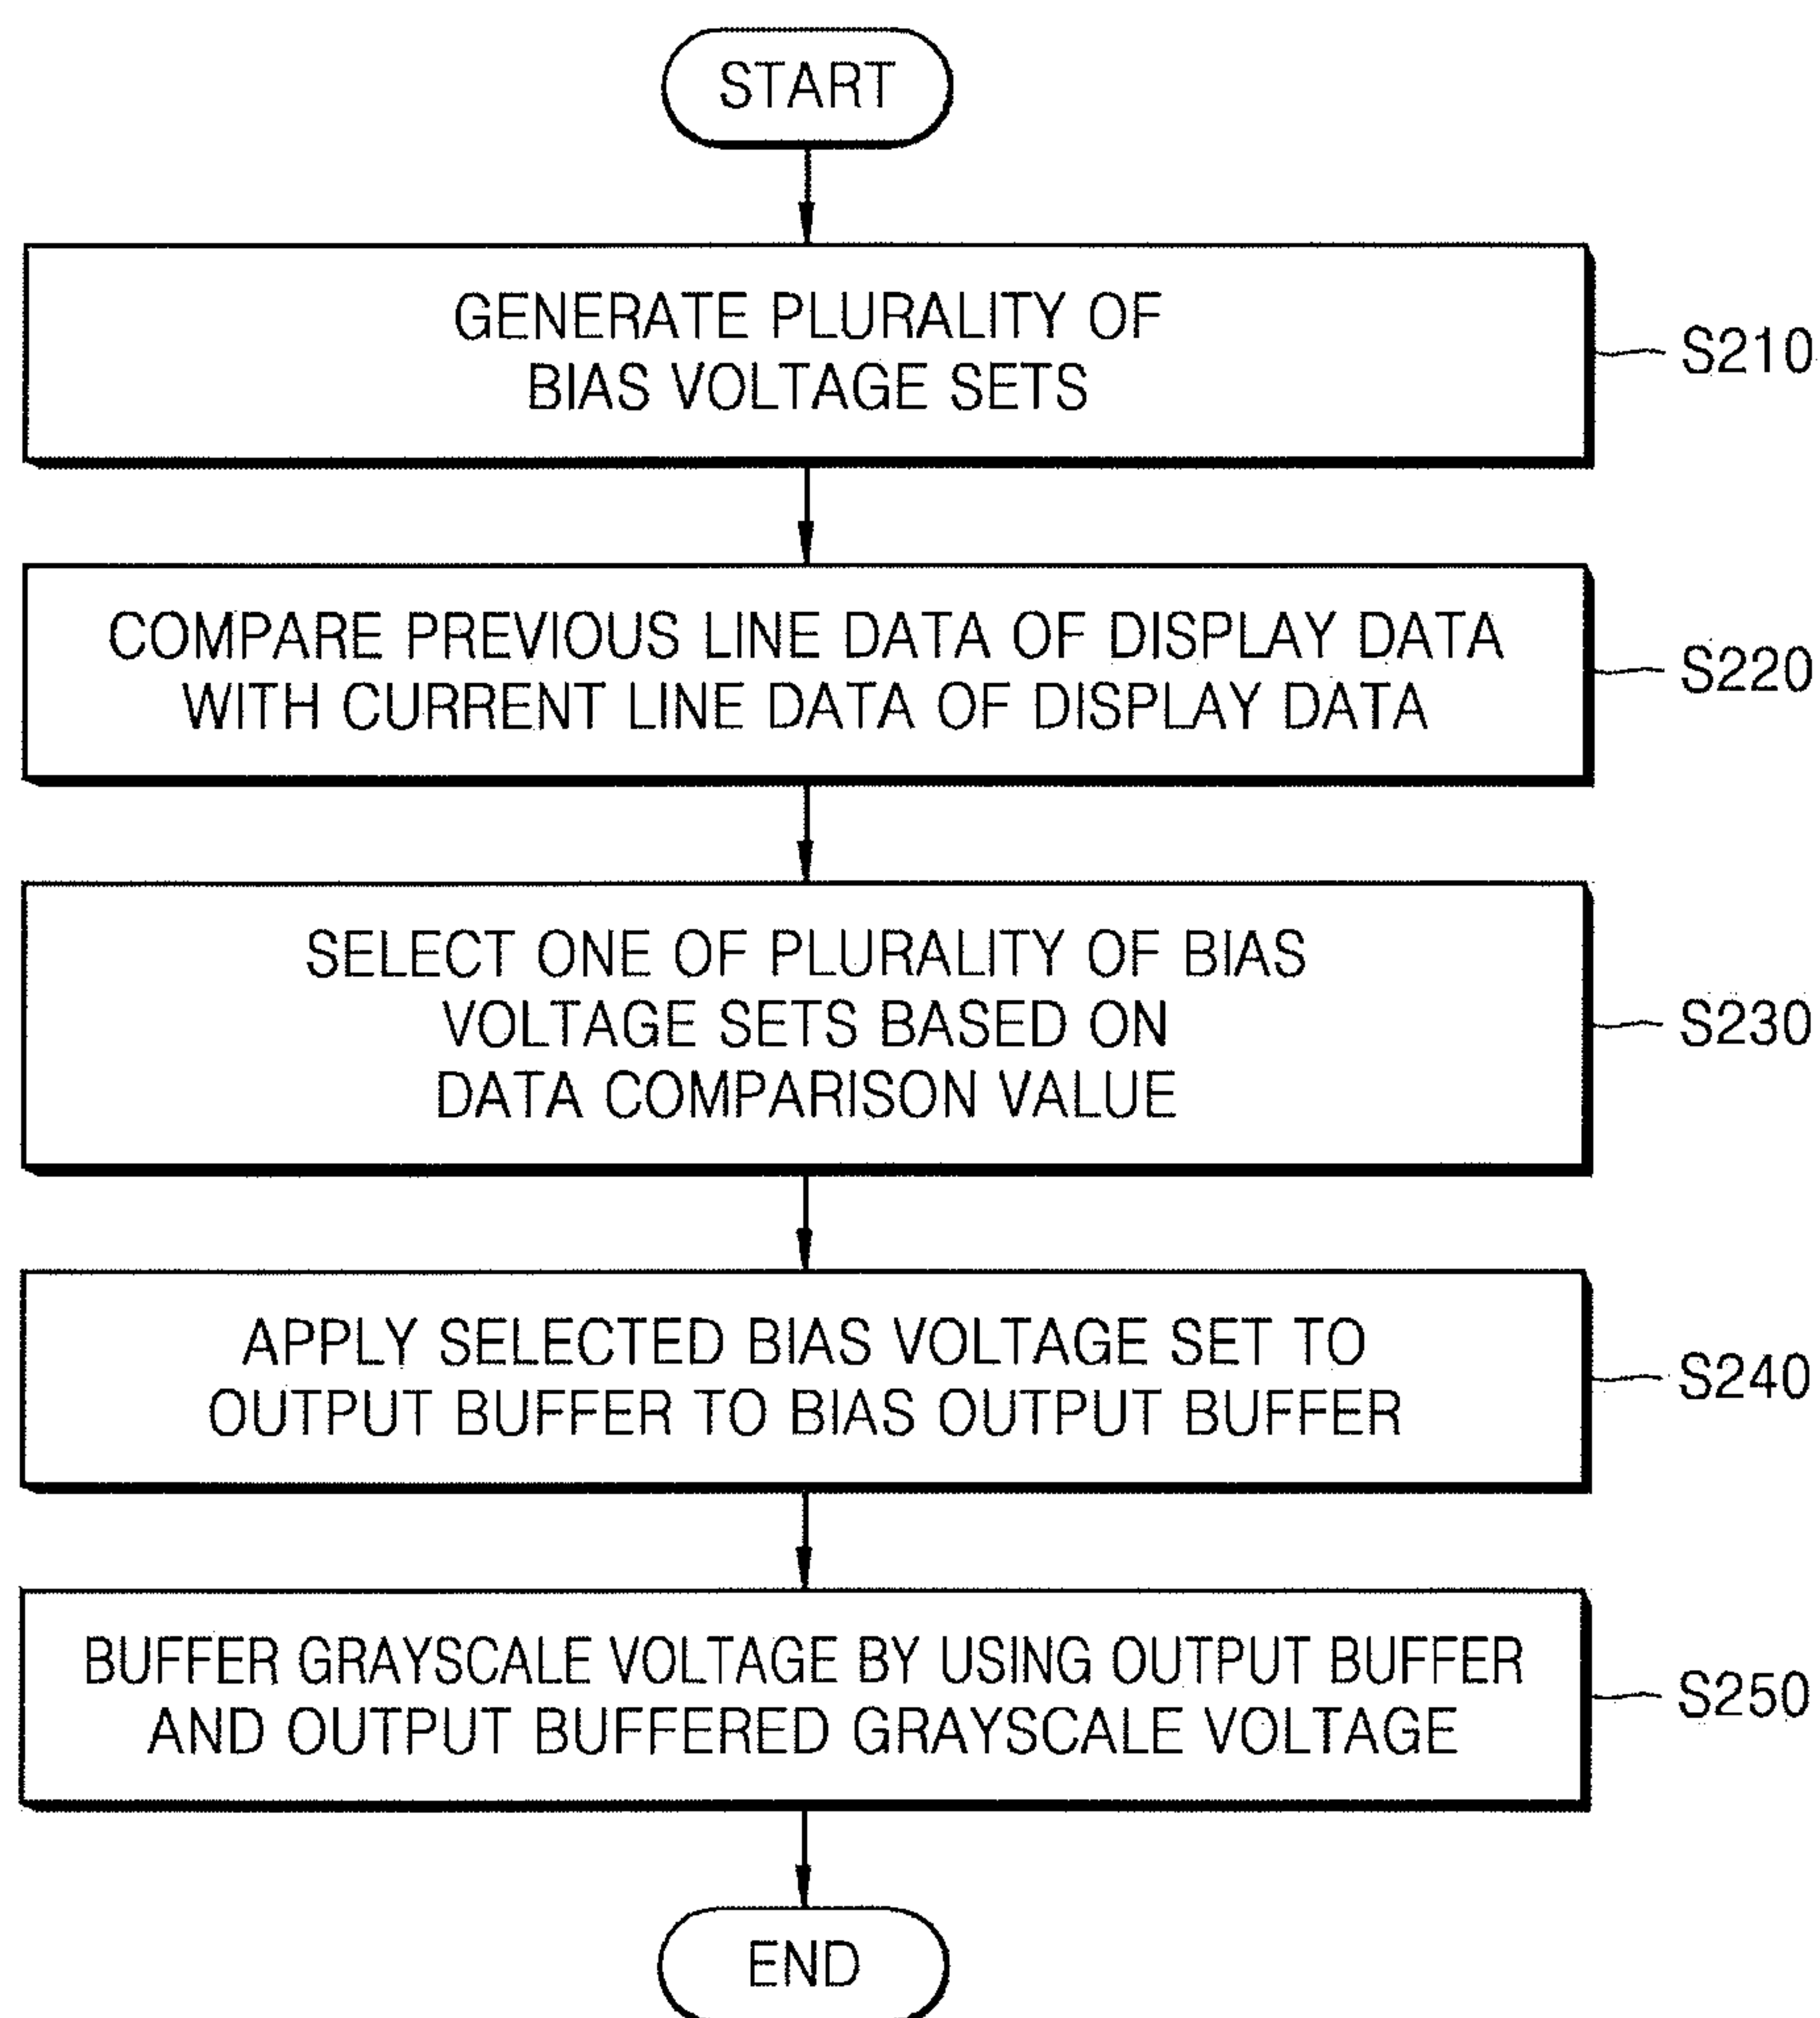 START
GENERATE PLURALITY OF
BIAS VOLTAGE SETS
S210
COMPARE PREVIOUS LINE DATA OF DISPLAY DATA
WITH CURRENT LINE DATA OF DISPLAY DATA
S220
SELECT ONE OF PLURALITY OF BIAS
VOLTAGE SETS BASED ON
DATA COMPARISON VALUE
S230
APPLY SELECTED BIAS VOLTAGE SET TO
OUTPUT BUFFER TO BIAS OUTPUT BUFFER
S240
BUFFER GRAYSCALE VOLTAGE BY USING OUTPUT BUFFER
AND OUTPUT BUFFERED GRAYSCALE VOLTAGE
S250
END